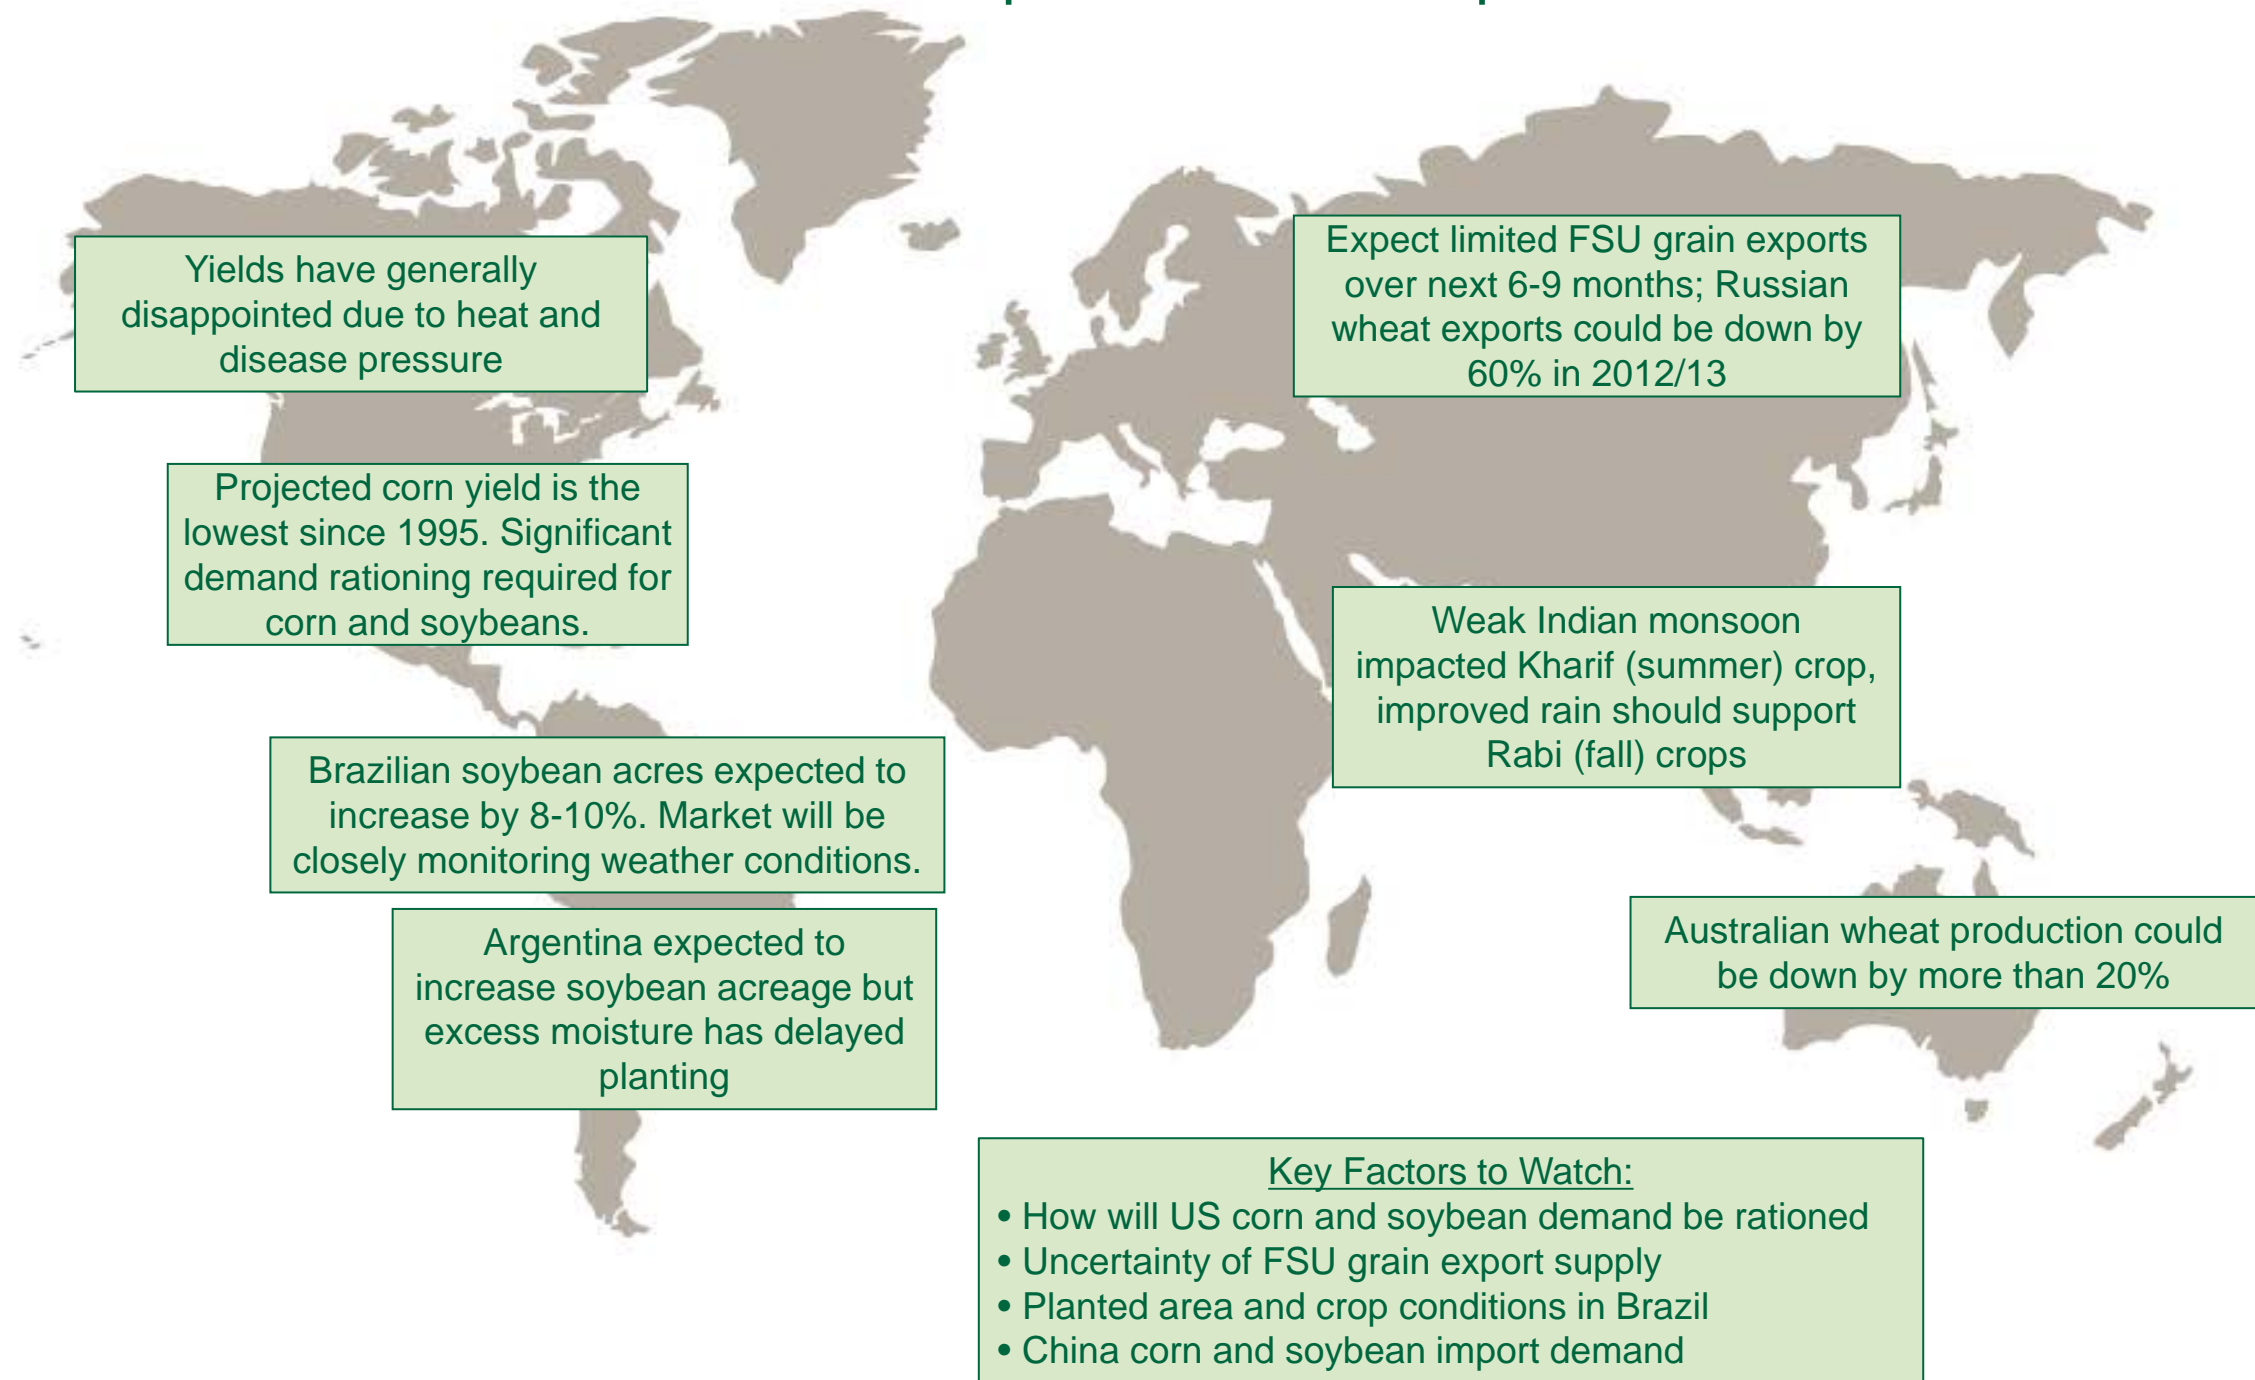 Yields have generally
disappointed due to heat and
disease pressure
Expect limited FSU grain exports
over next 6-9 months; Russian
wheat exports could be down by
60% in 2012/13
Projected corn yield is the
lowest since 1995. Significant
demand rationing required for
corn and soybeans.
Weak Indian monsoon
impacted Kharif (summer) crop,
improved rain should support
Rabi (fall) crops
Brazilian soybean acres expected to
increase by 8-10%. Market will be
closely monitoring weather conditions.
Argentina expected to
increase soybean acreage but
excess moisture has delayed
planting
Australian wheat production could
be down by more than 20%
Key Factors to Watch:
• How will US corn and soybean demand be rationed
• Uncertainty of FSU grain export supply
• Planted area and crop conditions in Brazil
• China corn and soybean import demand